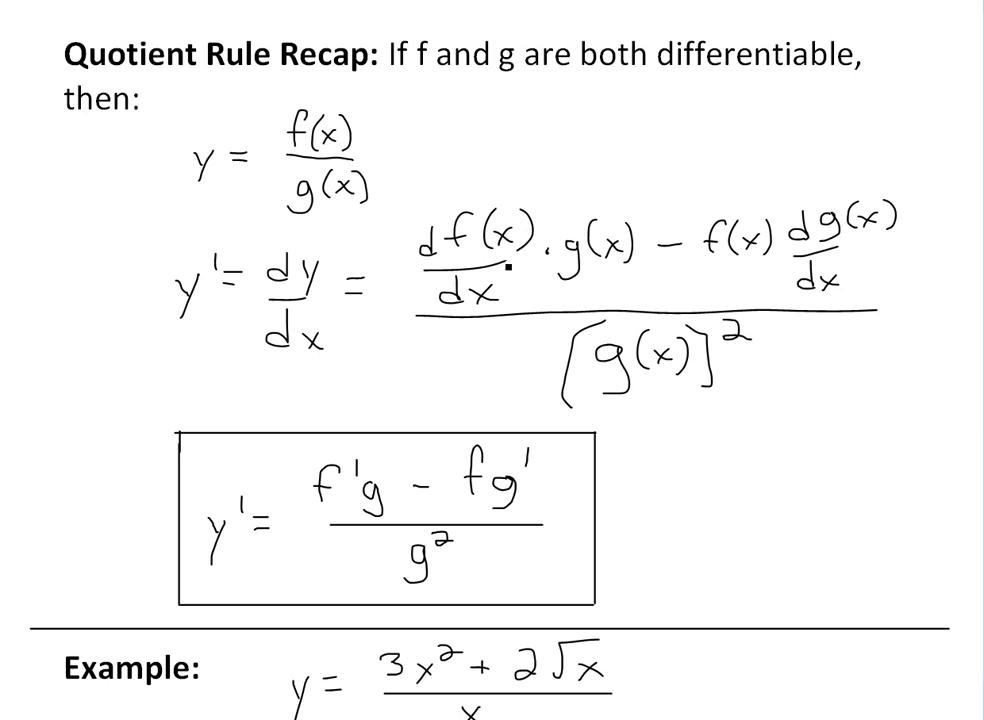 Quotient Rule Recap: If f and g are both differentiable,
then:
y = f(x)/g(x)
y' = dy/dx = (df(x)/dx · g(x) − f(x) dg(x)/dx) / [g(x)]²
y' = (f'g − fg')/g²
Example: y = (3x² + 2√x)/x